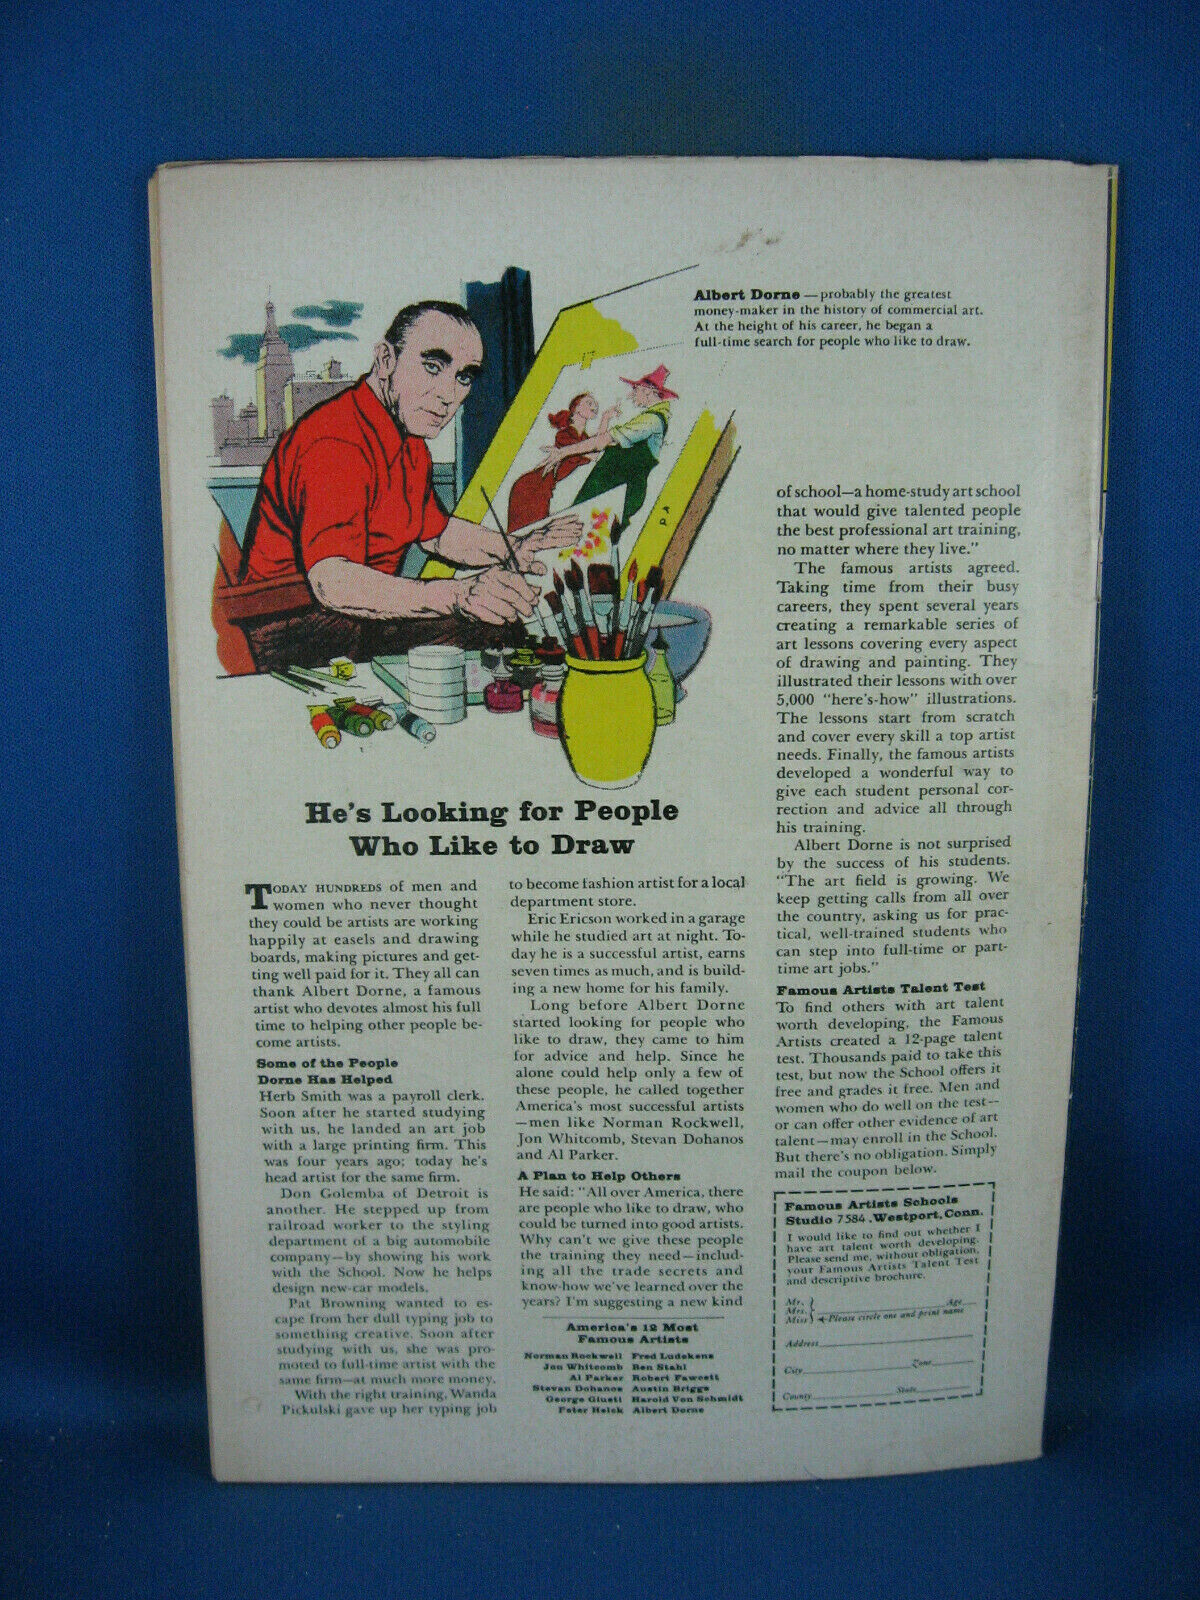 Albert Dorne — probably the greatest
money-maker in the history of commercial art.
At the height of his career, he began a
full-time search for people who like to draw.
He's Looking for People
Who Like to Draw
TODAY HUNDREDS of men and
women who never thought
they could be artists are working
happily at easels and drawing
boards, making pictures and get-
ting well paid for it. They all can
thank Albert Dorne, a famous
artist who devotes almost his full
time to helping other people be-
come artists.
Some of the People
Dorne Has Helped
Herb Smith was a payroll clerk.
Soon after he started studying
with us, he landed an art job
with a large printing firm. This
was four years ago; today he's
head artist for the same firm.
Don Golemba of Detroit is
another. He stepped up from
railroad worker to the styling
department of a big automobile
company—by showing his work
with the School. Now he helps
design new-car models.
Pat Browning wanted to es-
cape from her dull typing job to
something creative. Soon after
studying with us, she was pro-
moted to full-time artist with the
same firm—at much more money.
With the right training, Wanda
Pickulski gave up her typing job
to become fashion artist for a local
department store.
Eric Ericson worked in a garage
while he studied art at night. To-
day he is a successful artist, earns
seven times as much, and is build-
ing a new home for his family.
Long before Albert Dorne
started looking for people who
like to draw, they came to him
for advice and help. Since he
alone could help only a few of
these people, he called together
America's most successful artists
—men like Norman Rockwell,
Jon Whitcomb, Stevan Dohanos
and Al Parker.
A Plan to Help Others
He said: "All over America, there
are people who like to draw, who
could be turned into good artists.
Why can't we give these people
the training they need—includ-
ing all the trade secrets and
know-how we've learned over the
years? I'm suggesting a new kind
America's 12 Most
Famous Artists
Norman Rockwell Fred Ludekens
Jon Whitcomb Ben Stahl
Al Parker Robert Fawcett
Stevan Dohanos Austin Briggs
George Giusti Harold Von Schmidt
Peter Helck Albert Dorne
of school—a home-study art school
that would give talented people
the best professional art training,
no matter where they live."
The famous artists agreed.
Taking time from their busy
careers, they spent several years
creating a remarkable series of
art lessons covering every aspect
of drawing and painting. They
illustrated their lessons with over
5,000 "here's-how" illustrations.
The lessons start from scratch
and cover every skill a top artist
needs. Finally, the famous artists
developed a wonderful way to
give each student personal cor-
rection and advice all through
his training.
Albert Dorne is not surprised
by the success of his students.
"The art field is growing. We
keep getting calls from all over
the country, asking us for prac-
tical, well-trained students who
can step into full-time or part-
time art jobs."
Famous Artists Talent Test
To find others with art talent
worth developing, the Famous
Artists created a 12-page talent
test. Thousands paid to take this
test, but now the School offers it
free and grades it free. Men and
women who do well on the test--
or can offer other evidence of art
talent—may enroll in the School.
But there's no obligation. Simply
mail the coupon below.
Famous Artists Schools
Studio 7584, Westport, Conn.
I would like to find out whether I
have art talent worth developing.
Please send me, without obligation,
your Famous Artists Talent Test
and descriptive brochure.
Mr.
Mrs. Age
Miss Please circle one and print name
Address
City Zone
County State